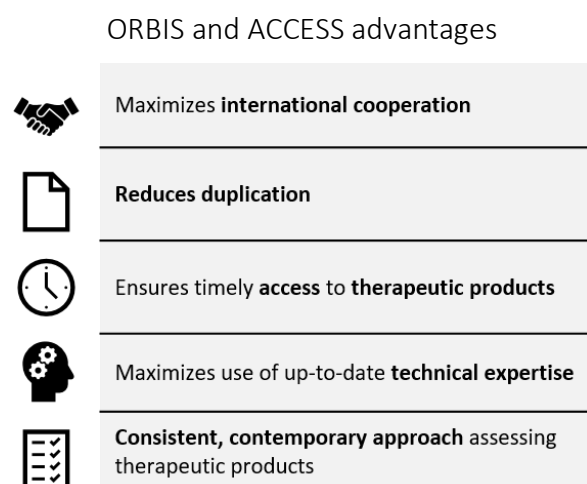 ORBIS and ACCESS advantages
Maximizes international cooperation
Reduces duplication
Ensures timely access to therapeutic products
Maximizes use of up-to-date technical expertise
Consistent, contemporary approach assessing
therapeutic products